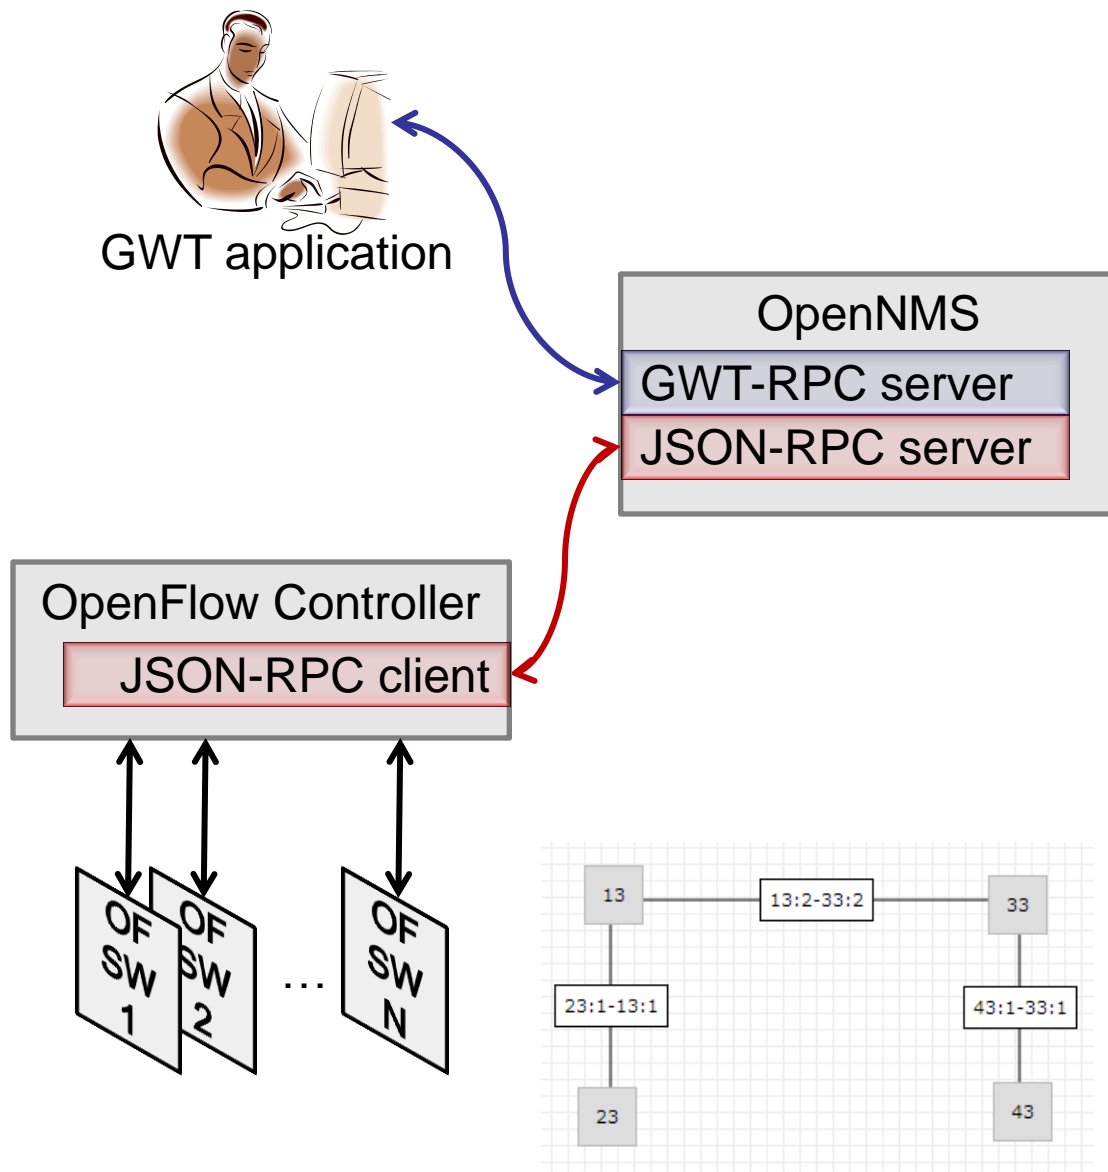 GWT application
OpenNMS
GWT-RPC server
JSON-RPC server
OpenFlow Controller
JSON-RPC client
OF
SW
1
OF
SW
2
...
OF
SW
N
13
13:2-33:2
33
23:1-13:1
43:1-33:1
23
43